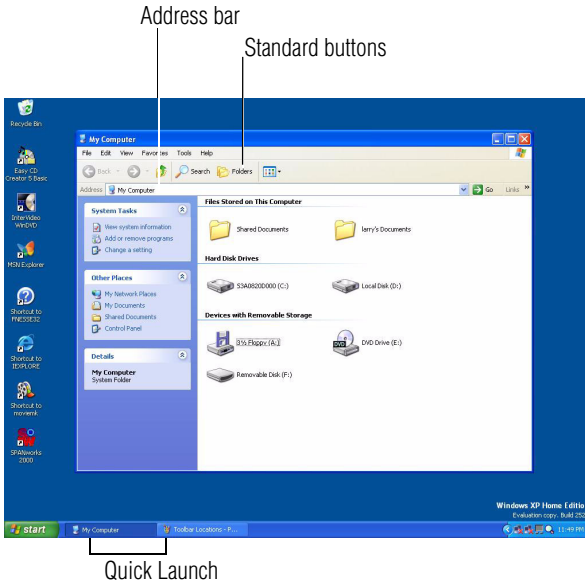 Address bar
Standard buttons
Recycle Bin
Easy CD
Creator 5 Basic
InterVideo
WinDVD
MSN Explorer
Shortcut to
Shortcut to
IEXPLORE
Shortcut to
moviemk
SPANworks
2000
My Computer
File Edit View Favorites Tools Help
Back Search Folders
Address My Computer Go Links
System Tasks
View system information
Add or remove programs
Change a setting
Other Places
My Network Places
My Documents
Shared Documents
Control Panel
Details
My Computer
System Folder
Files Stored on This Computer
Shared Documents larry's Documents
Hard Disk Drives
S3A0820D000 (C:) Local Disk (D:)
Devices with Removable Storage
3½ Floppy (A:) DVD Drive (E:)
Removable Disk (F:)
Windows XP Home Editio
Evaluation copy. Build 252
start My Computer Toolbar Locations - P... 11:49 PM
Quick Launch